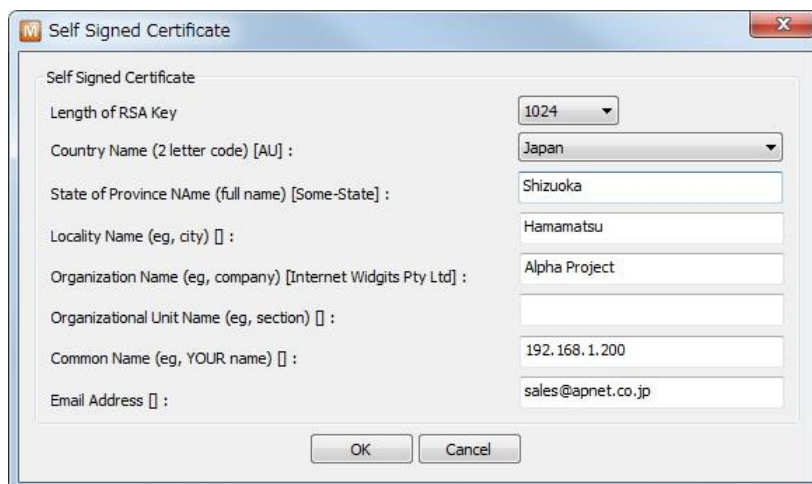 M Self Signed Certificate
Self Signed Certificate
Length of RSA Key 1024
Country Name (2 letter code) [AU] : Japan
State of Province NAme (full name) [Some-State] : Shizuoka
Locality Name (eg, city) [] : Hamamatsu
Organization Name (eg, company) [Internet Widgits Pty Ltd] : Alpha Project
Organizational Unit Name (eg, section) [] :
Common Name (eg, YOUR name) [] : 192.168.1.200
Email Address [] : sales@apnet.co.jp
OK Cancel